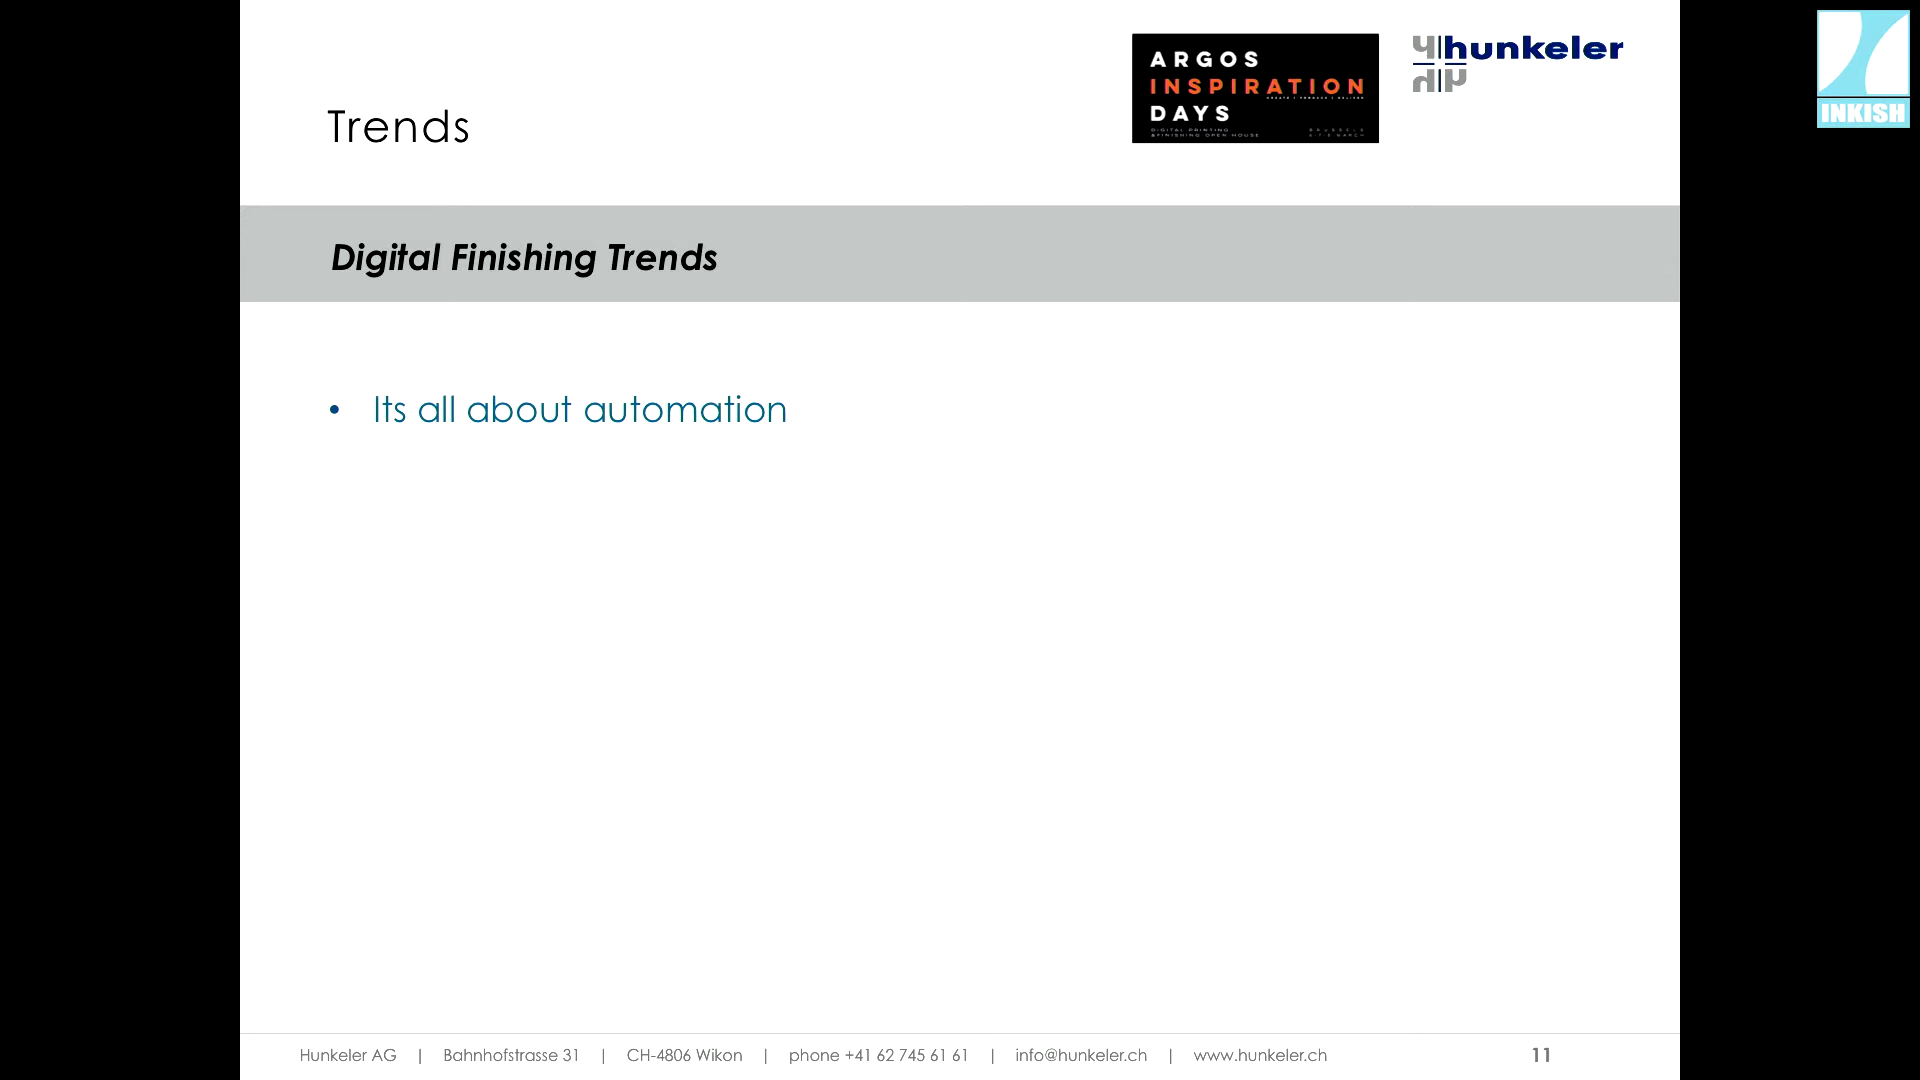 ARGOS
INSPIRATION
DAYS
DIGITAL PRINTING
&FINISHING OPEN HOUSE
BRUSSELS
hunkeler
INKISH
Trends
Digital Finishing Trends
• Its all about automation
Hunkeler AG | Bahnhofstrasse 31 | CH-4806 Wikon | phone +41 62 745 61 61 | info@hunkeler.ch | www.hunkeler.ch 11